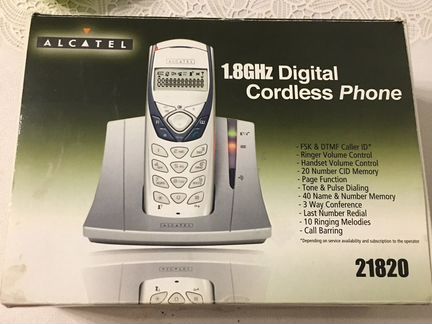 ALCATEL
1.8GHz Digital
Cordless Phone
- FSK & DTMF Caller ID*
- Ringer Volume Control
- Handset Volume Control
- 20 Number CID Memory
- Page Function
- Tone & Pulse Dialing
- 40 Name & Number Memory
- 3 Way Conference
- Last Number Redial
- 10 Ringing Melodies
- Call Barring
*Depending on service availability and subscription to the operator
21820